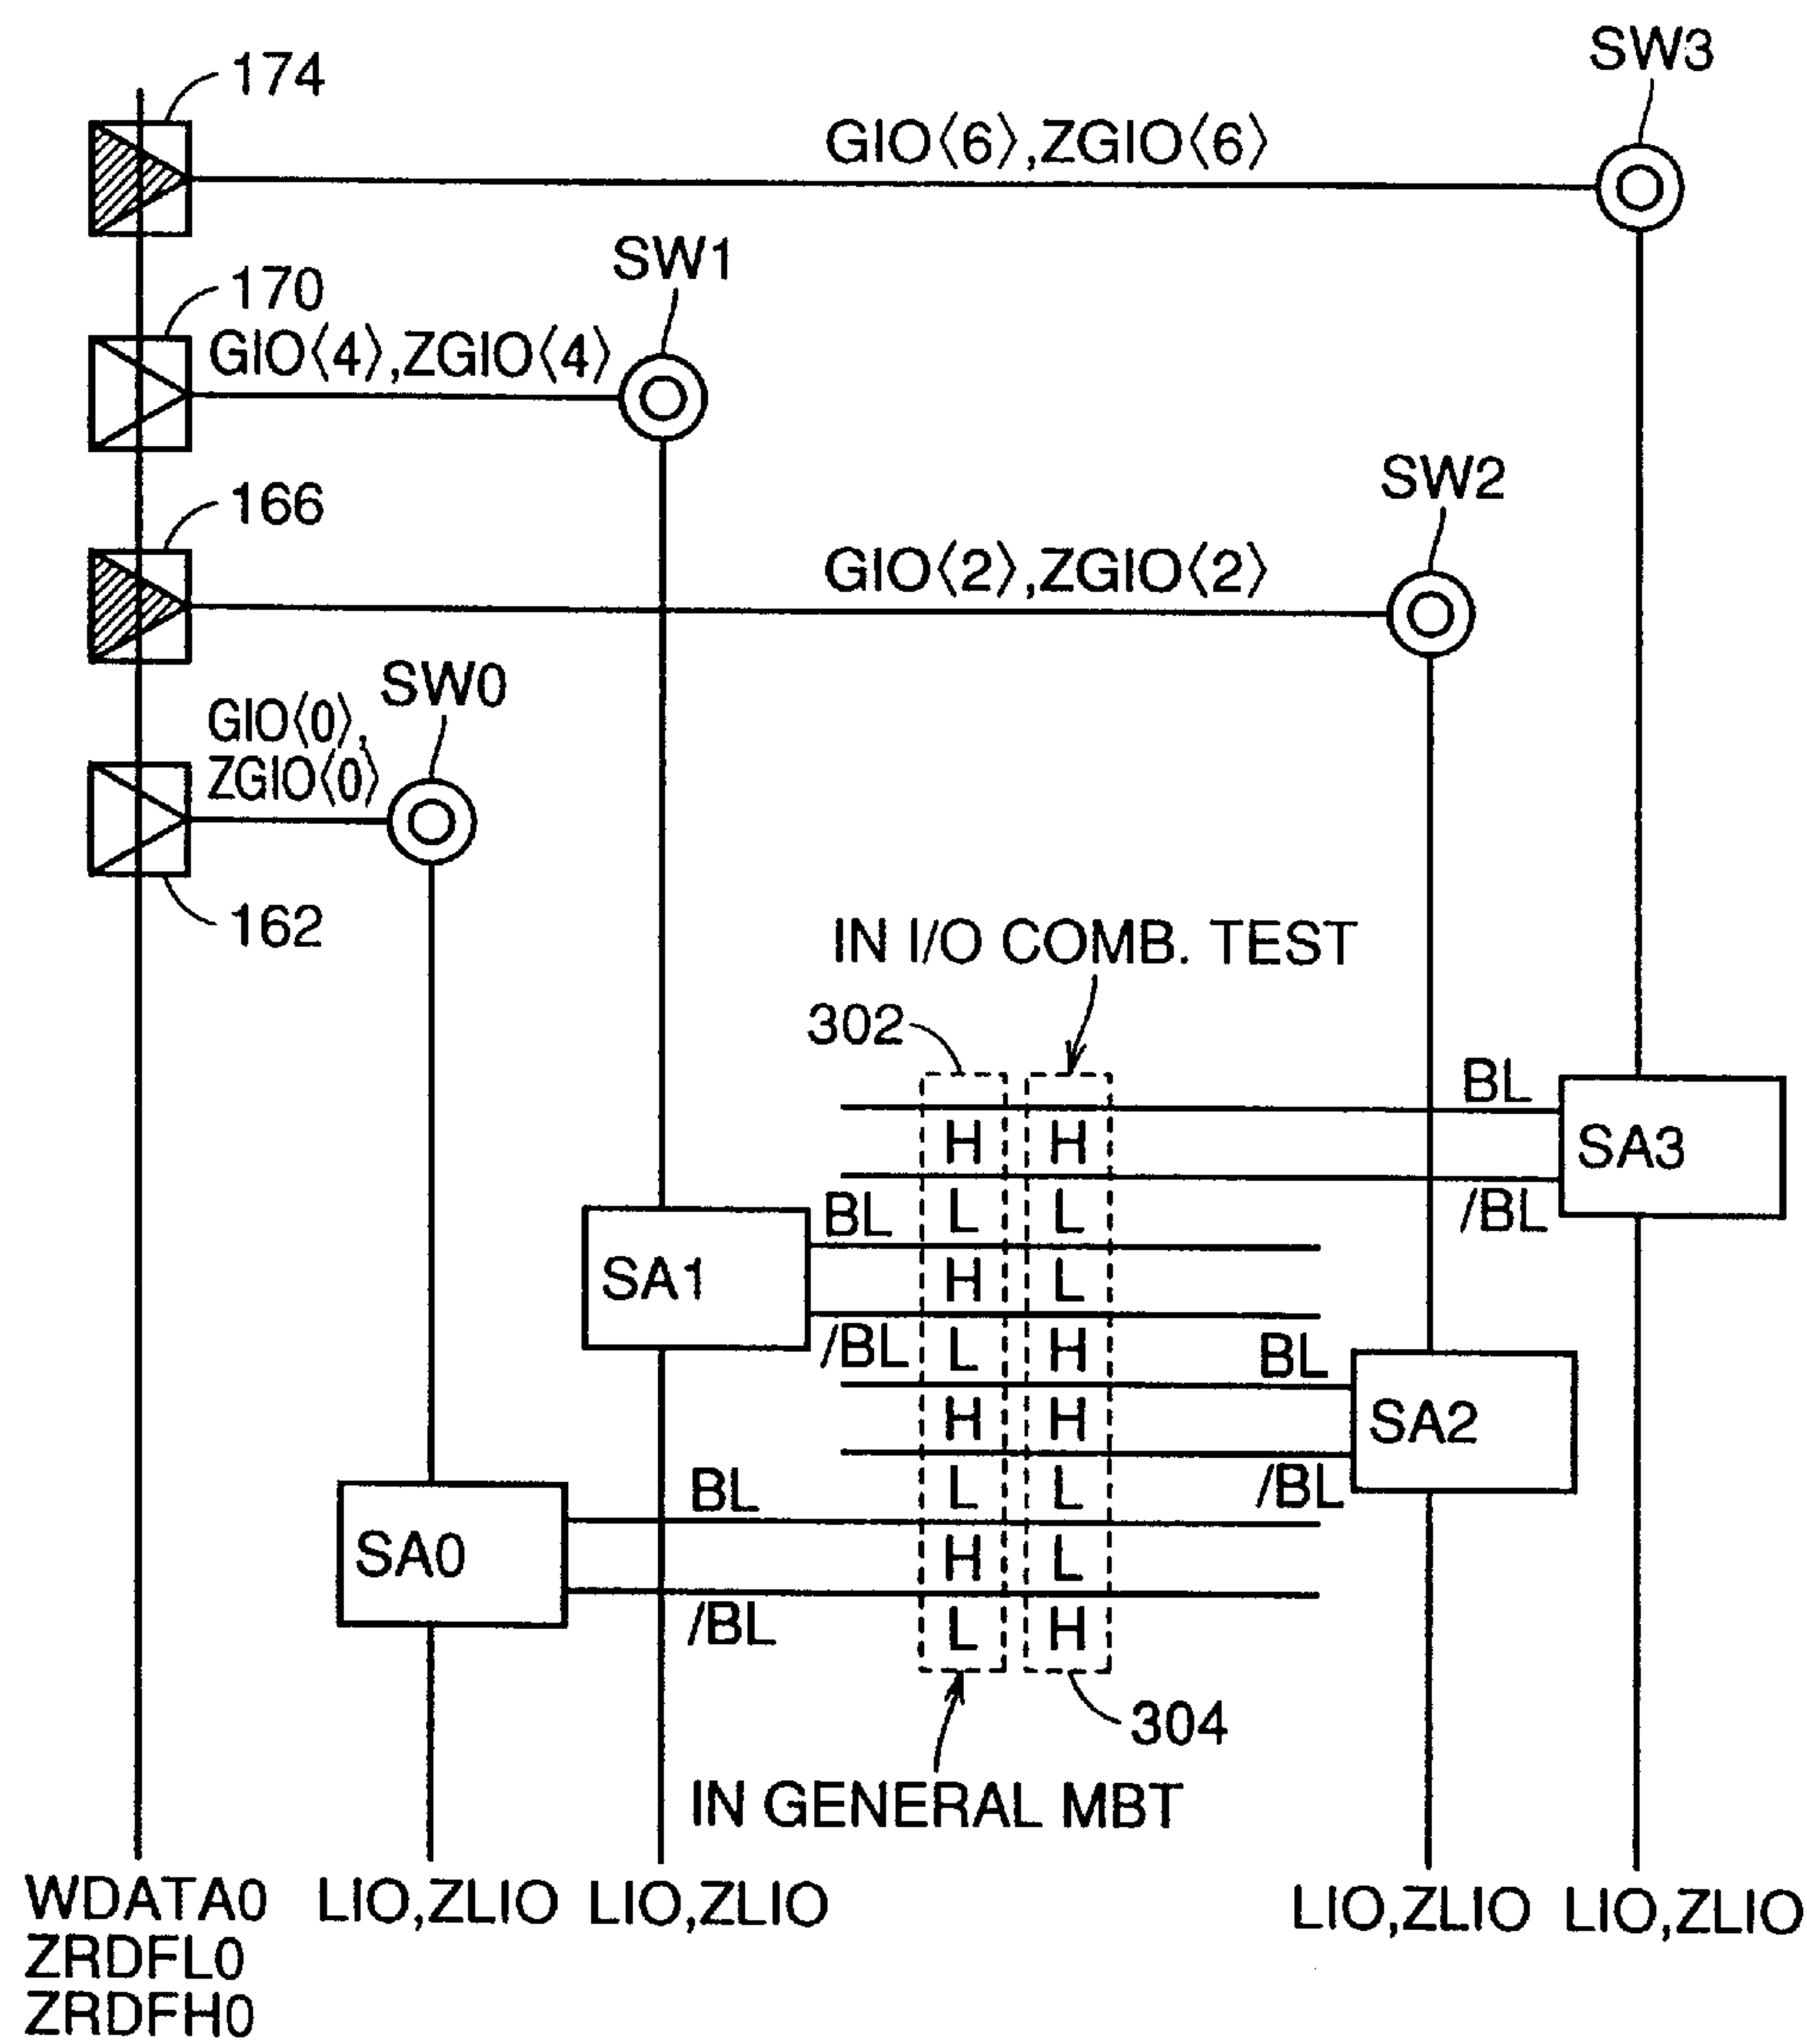 174
SW3
GIO⟨6⟩,ZGIO⟨6⟩
SW1
170
GIO⟨4⟩,ZGIO⟨4⟩
SW2
166
GIO⟨2⟩,ZGIO⟨2⟩
SW0
GIO⟨0⟩,
ZGIO⟨0⟩
162
IN I/O COMB. TEST
302
BL
H H
SA3
L L
/BL
BL
SA1
H L
/BL
L H
BL
H H
SA2
L L
/BL
BL
SA0
H L
/BL
L H
304
IN GENERAL MBT
WDATA0
ZRDFL0
ZRDFH0
LIO,ZLIO
LIO,ZLIO
LIO,ZLIO
LIO,ZLIO